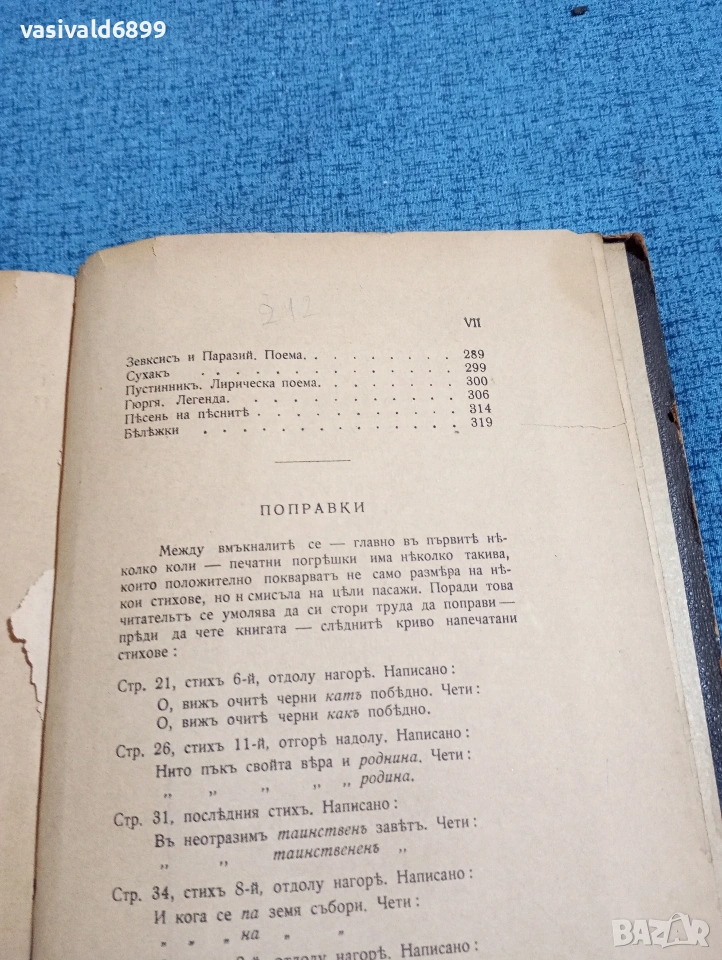 vasivald6899
212
VII
Зевксисъ и Паразий. Поема. . . . . . . . . 289
Сухакъ . . . . . . . . . . . . 299
Пустинникъ. Лирическа поема. . . . . . . . 300
Гюргя. Легенда. . . . . . . . . . . 306
Пѣсень на пѣснитѣ . . . . . . . . . . 314
Бѣлѣжки . . . . . . . . . . . . 319
ПОПРАВКИ
Между вмъкналитѣ се — главно въ първитѣ нѣ-
колко коли — печатни погрѣшки има нѣколко такива,
които положително покварватъ не само размѣра на нѣ-
кои стихове, но н смисъла на цѣли пасажи. Поради това
читательтъ се умолява да си стори труда да поправи —
прѣди да чете книгата — слѣднитѣ криво напечатани
стихове :
Стр. 21, стихъ 6-й, отдолу нагорѣ. Написано :
О, вижъ очитѣ черни катъ побѣдно. Чети :
О, вижъ очитѣ черни какъ побѣдно.
Стр. 26, стихъ 11-й, отгорѣ надолу. Написано :
Нито пъкъ свойта вѣра и роднина. Чети :
„ „ „ „ „ родина.
Стр. 31, послѣдния стихъ. Написано :
Въ неотразимъ таинственъ завѣтъ. Чети :
„ „ таинствененъ „
Стр. 34, стихъ 8-й, отдолу нагорѣ. Написано :
И кога се па земя събори. Чети :
„ „ „ на „ „
отдолу нагорѣ. Написано :
BAZAR